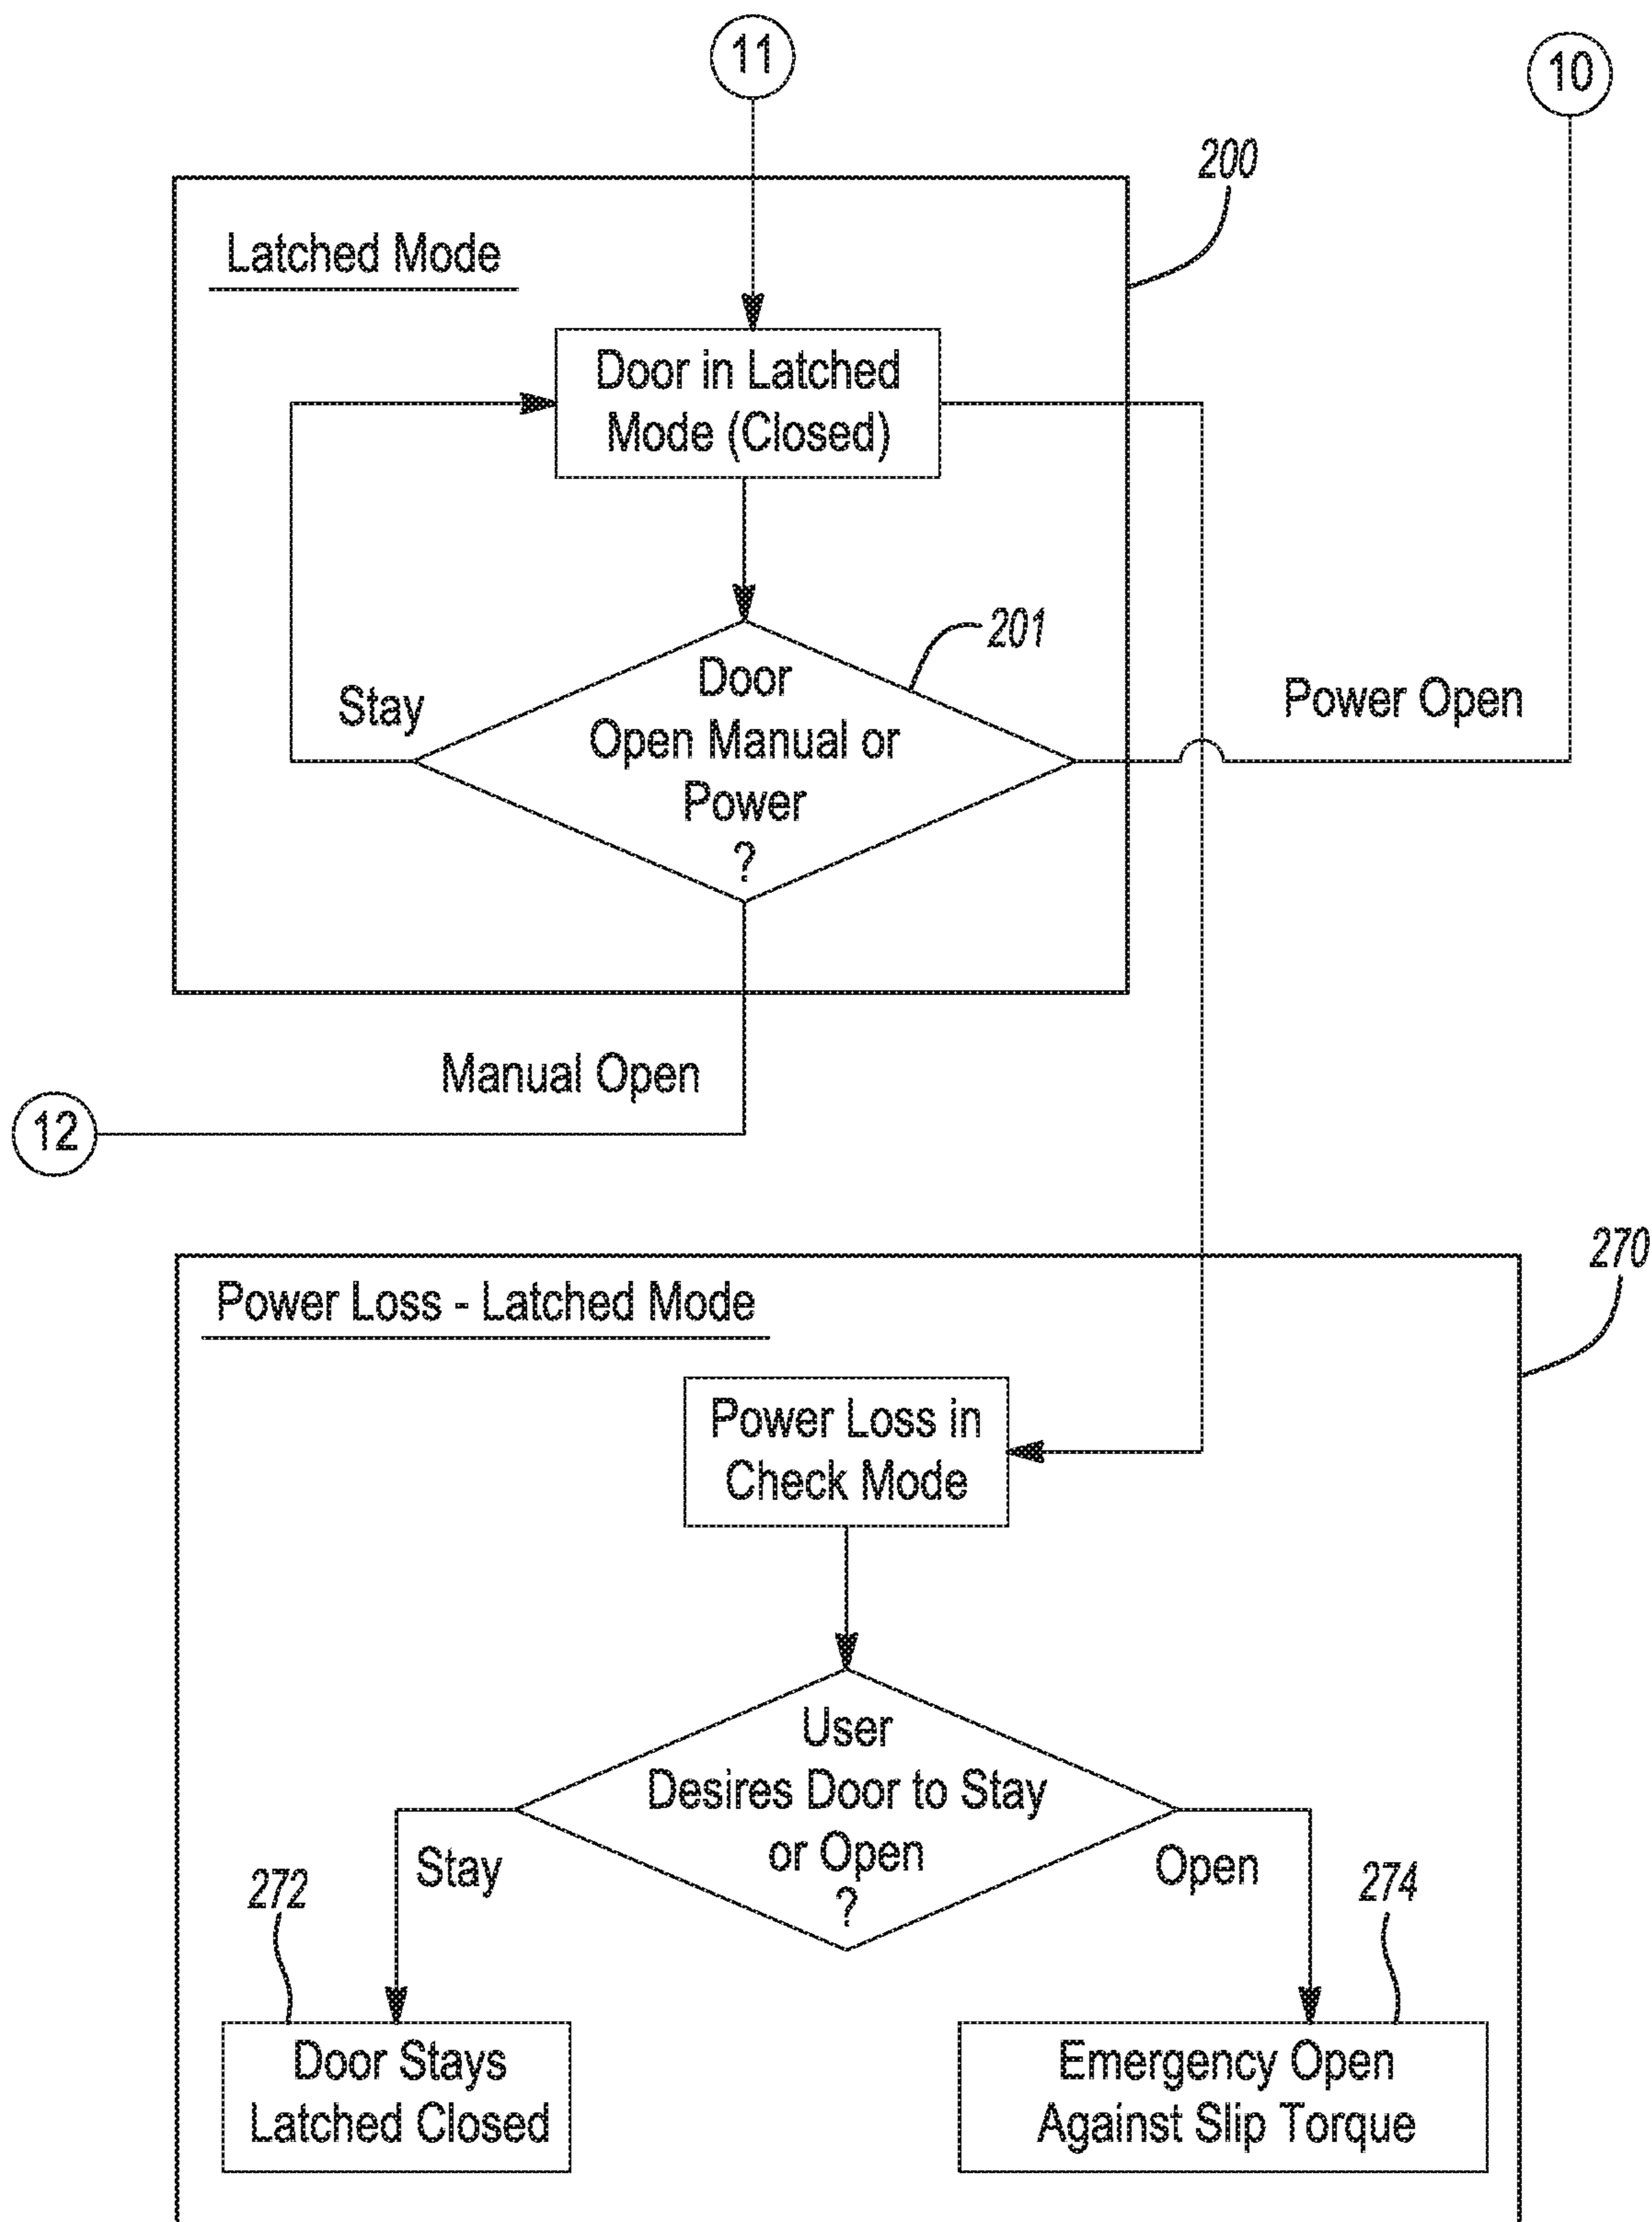 11
10
200
Latched Mode
Door in Latched
Mode (Closed)
201
Door
Open Manual or
Power
?
Stay
Power Open
Manual Open
12
270
Power Loss - Latched Mode
Power Loss in
Check Mode
User
Desires Door to Stay
or Open
?
Stay
Open
272
274
Door Stays
Latched Closed
Emergency Open
Against Slip Torque